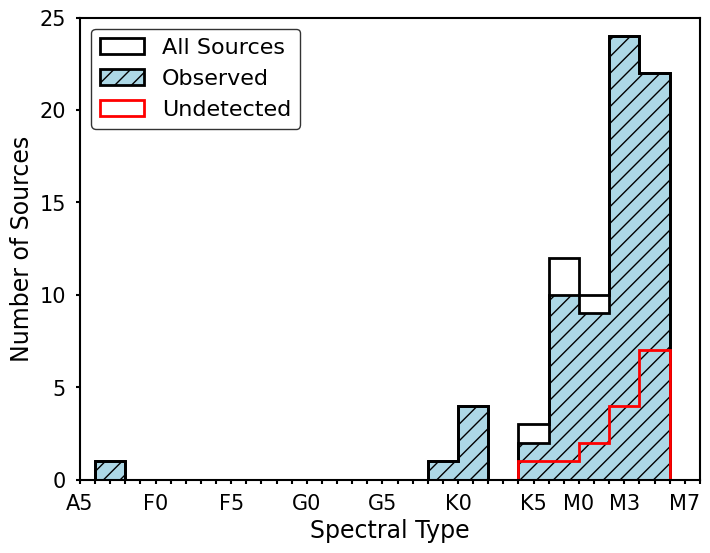 25
20
15
10
5
0
Number of Sources
All Sources
Observed
Undetected
A5 F0 F5 G0 G5 K0 K5 M0 M3 M7
Spectral Type